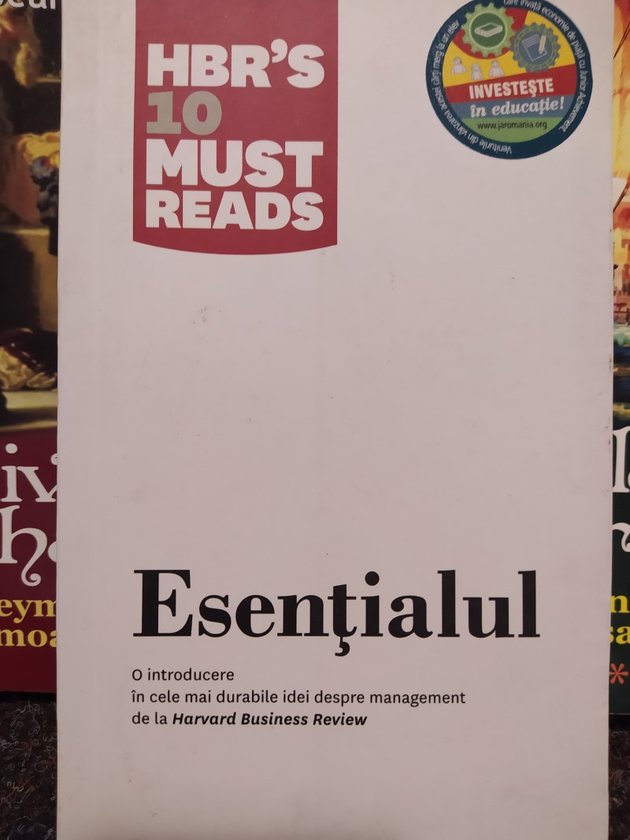 HBR'S
10
MUST
READS
INVESTEȘTE
în educație!
www.jaromania.org
Esențialul
O introducere
în cele mai durabile idei despre management
de la Harvard Business Review